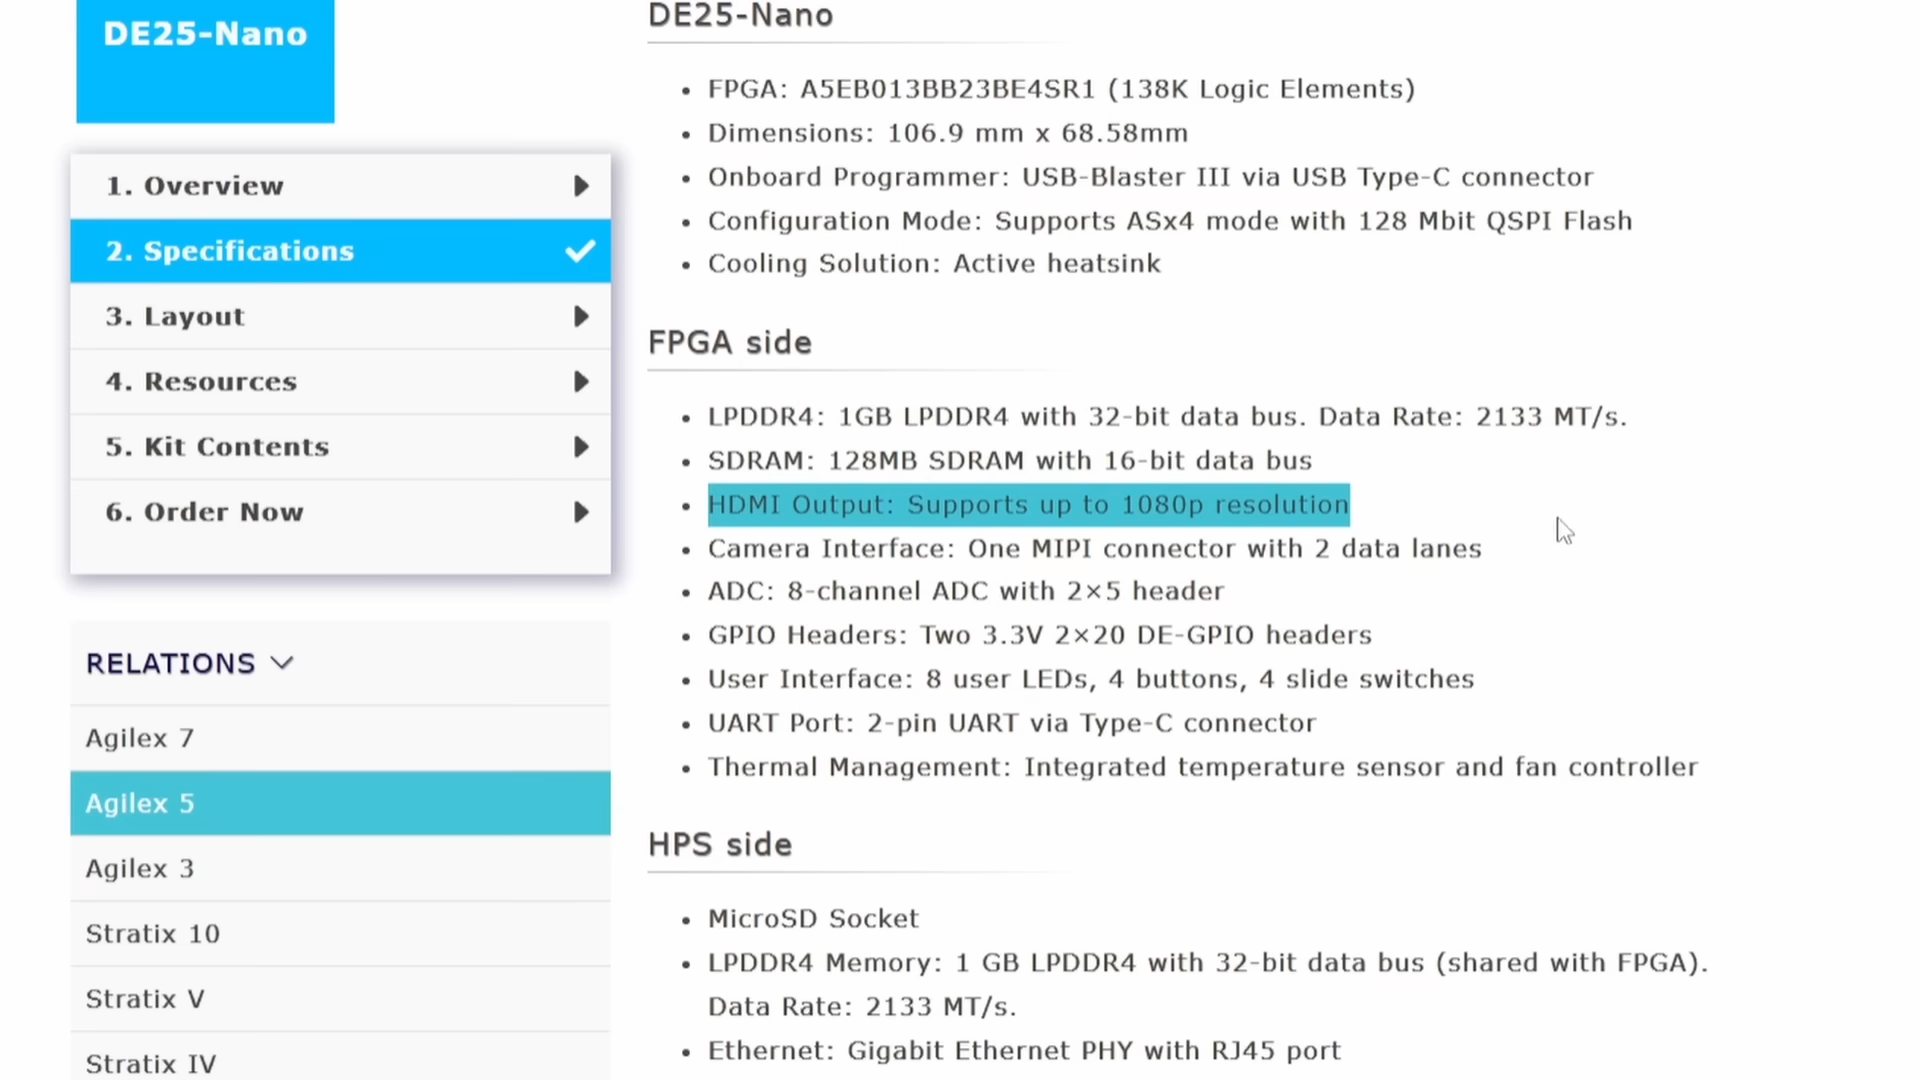 DE25-Nano
1. Overview
2. Specifications
3. Layout
4. Resources
5. Kit Contents
6. Order Now
RELATIONS
Agilex 7
Agilex 5
Agilex 3
Stratix 10
Stratix V
Stratix IV
DE25-Nano
• FPGA: A5EB013BB23BE4SR1 (138K Logic Elements)
• Dimensions: 106.9 mm x 68.58mm
• Onboard Programmer: USB-Blaster III via USB Type-C connector
• Configuration Mode: Supports ASx4 mode with 128 Mbit QSPI Flash
• Cooling Solution: Active heatsink
FPGA side
• LPDDR4: 1GB LPDDR4 with 32-bit data bus. Data Rate: 2133 MT/s.
• SDRAM: 128MB SDRAM with 16-bit data bus
• HDMI Output: Supports up to 1080p resolution
• Camera Interface: One MIPI connector with 2 data lanes
• ADC: 8-channel ADC with 2×5 header
• GPIO Headers: Two 3.3V 2×20 DE-GPIO headers
• User Interface: 8 user LEDs, 4 buttons, 4 slide switches
• UART Port: 2-pin UART via Type-C connector
• Thermal Management: Integrated temperature sensor and fan controller
HPS side
• MicroSD Socket
• LPDDR4 Memory: 1 GB LPDDR4 with 32-bit data bus (shared with FPGA).
Data Rate: 2133 MT/s.
• Ethernet: Gigabit Ethernet PHY with RJ45 port